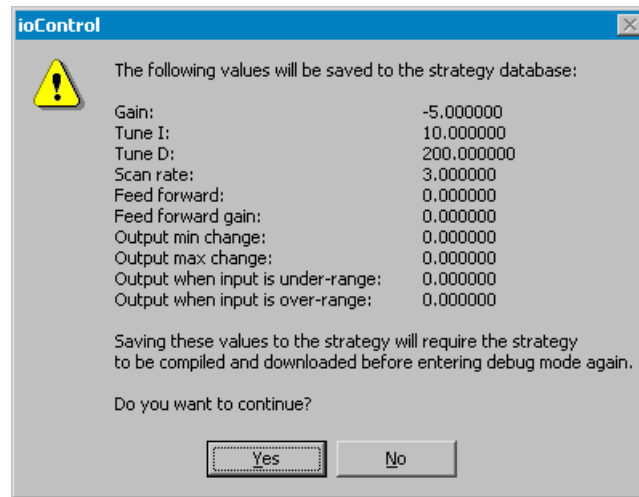 ioControl
The following values will be saved to the strategy database:
Gain: -5.000000
Tune I: 10.000000
Tune D: 200.000000
Scan rate: 3.000000
Feed forward: 0.000000
Feed forward gain: 0.000000
Output min change: 0.000000
Output max change: 0.000000
Output when input is under-range: 0.000000
Output when input is over-range: 0.000000
Saving these values to the strategy will require the strategy
to be compiled and downloaded before entering debug mode again.
Do you want to continue?
Yes No